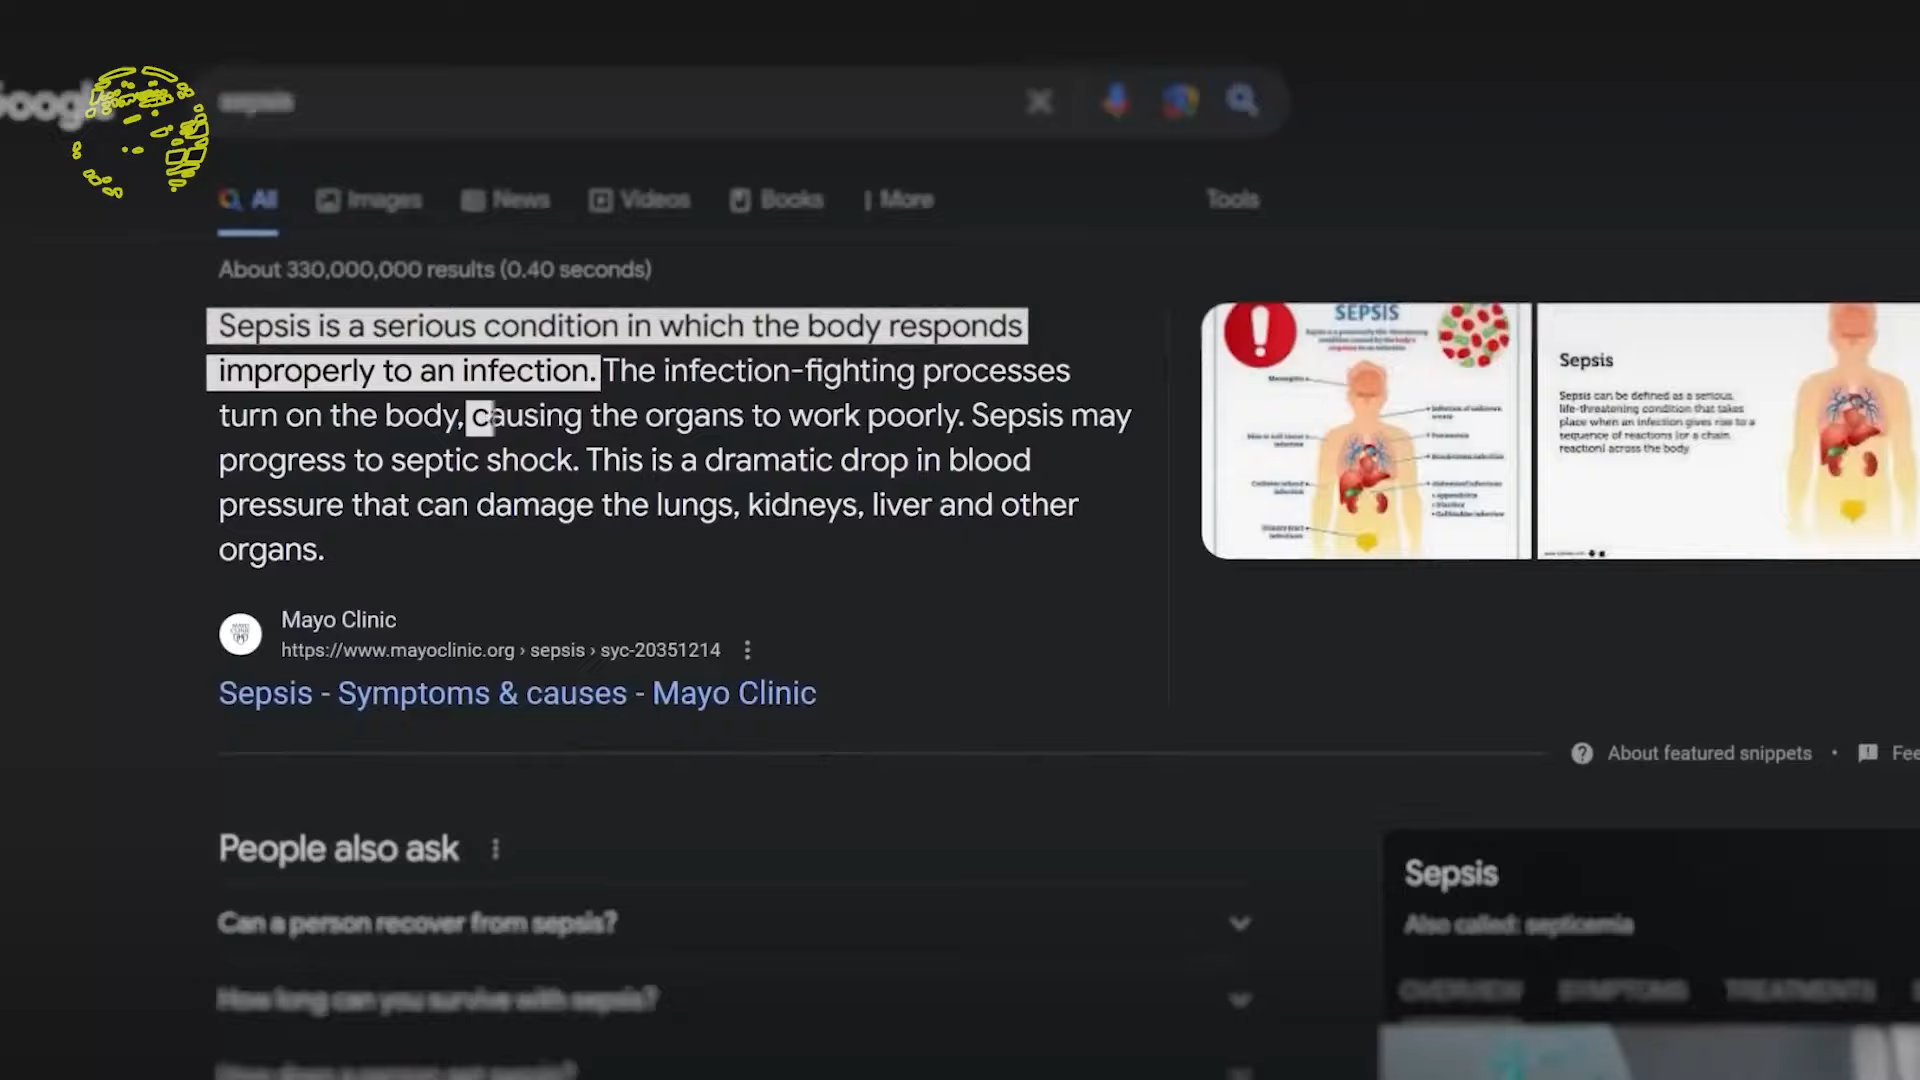 Google
sepsis
All
Images
News
Videos
Books
More
Tools
About 330,000,000 results (0.40 seconds)
Sepsis is a serious condition in which the body responds
improperly to an infection. The infection-fighting processes
turn on the body, causing the organs to work poorly. Sepsis may
progress to septic shock. This is a dramatic drop in blood
pressure that can damage the lungs, kidneys, liver and other
organs.
SEPSIS
Sepsis
Sepsis can be defined as a serious,
life-threatening condition that takes
place when an infection gives rise to a
sequence of reactions (or a chain
reaction) across the body
Mayo Clinic
https://www.mayoclinic.org › sepsis › syc-20351214
Sepsis - Symptoms & causes - Mayo Clinic
About featured snippets • Fee
People also ask
Can a person recover from sepsis?
How long can you survive with sepsis?
Sepsis
Also called: septicemia
OVERVIEW
SYMPTOMS
TREATMENTS